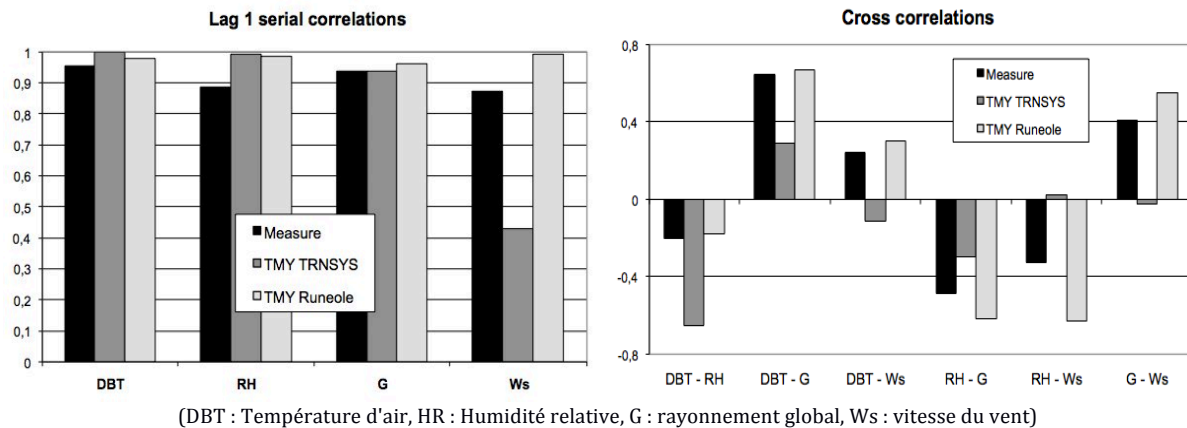 Lag 1 serial correlations
1
0,9
0,8
0,7
0,6
0,5
0,4
0,3
0,2
0,1
0
Measure
TMY TRNSYS
TMY Runeole
DBT RH G Ws
Cross correlations
0,8
0,4
0
-0,4
-0,8
Measure
TMY TRNSYS
TMY Runeole
DBT - RH DBT - G DBT - Ws RH - G RH - Ws G - Ws
(DBT : Température d'air, HR : Humidité relative, G : rayonnement global, Ws : vitesse du vent)